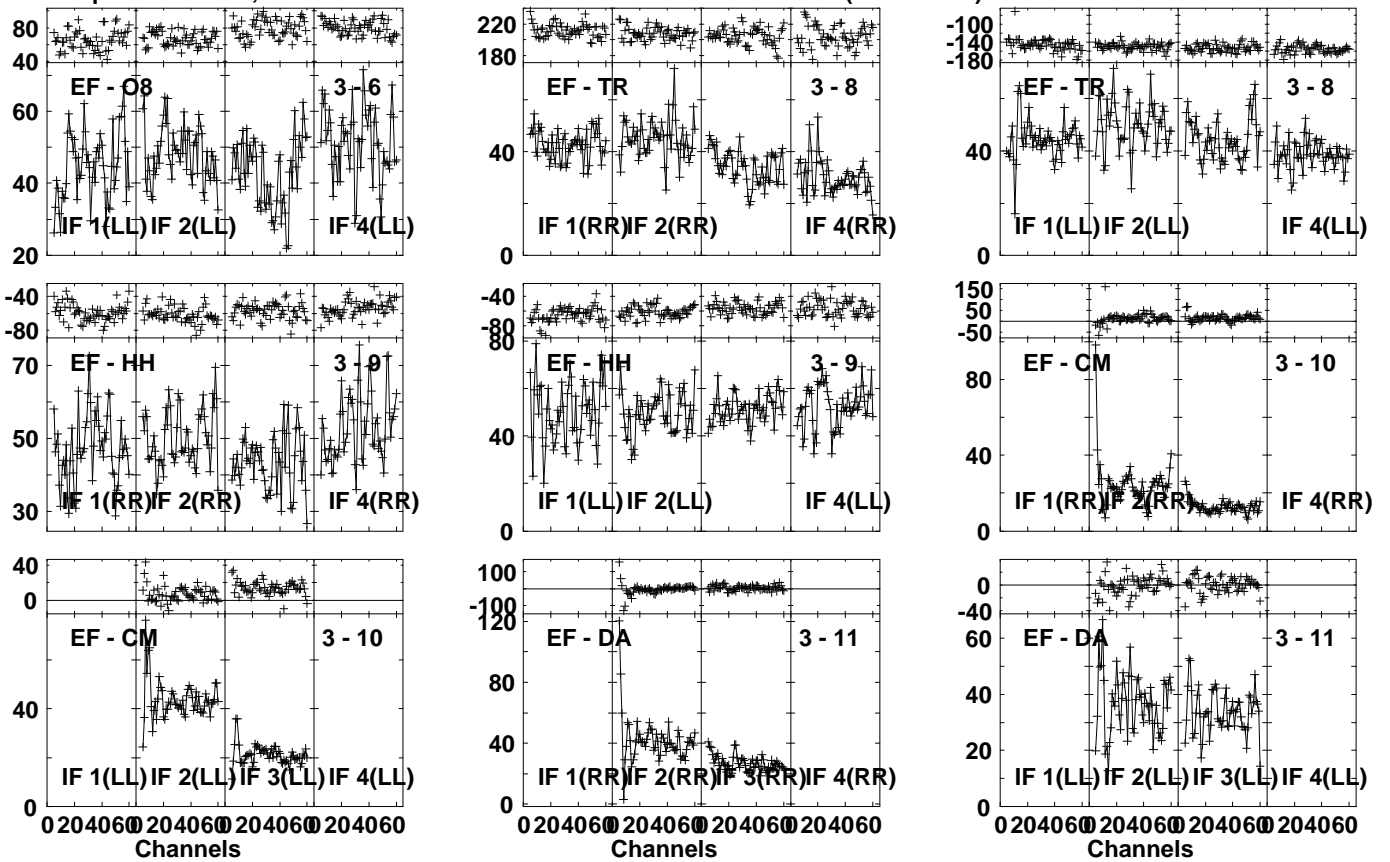 80
40
60
40
20
EF - O8
3 - 6
IF 1(LL) IF 2(LL) IF 4(LL)
220
180
40
0
EF - TR
3 - 8
IF 1(RR) IF 2(RR) IF 4(RR)
-100
-140
-180
40
0
EF - TR
3 - 8
IF 1(LL) IF 2(LL) IF 4(LL)
-40
-80
70
50
30
EF - HH
3 - 9
IF 1(RR) IF 2(RR) IF 4(RR)
-40
-80
80
40
0
EF - HH
3 - 9
IF 1(LL) IF 2(LL) IF 4(LL)
150
50
-50
80
40
0
EF - CM
3 - 10
IF 1(RR) IF 2(RR) IF 4(RR)
40
0
40
0
EF - CM
3 - 10
IF 1(LL) IF 2(LL) IF 3(LL) IF 4(LL)
0 20 40 60 0 20 40 60 0 20 40 60 0 20 40 60
Channels
100
-100
120
80
40
0
EF - DA
3 - 11
IF 1(RR) IF 2(RR) IF 3(RR) IF 4(RR)
0 20 40 60 0 20 40 60 0 20 40 60 0 20 40 60
Channels
0
-40
60
40
20
0
EF - DA
3 - 11
IF 1(LL) IF 2(LL) IF 3(LL) IF 4(LL)
0 20 40 60 0 20 40 60 0 20 40 60 0 20 40 60
Channels